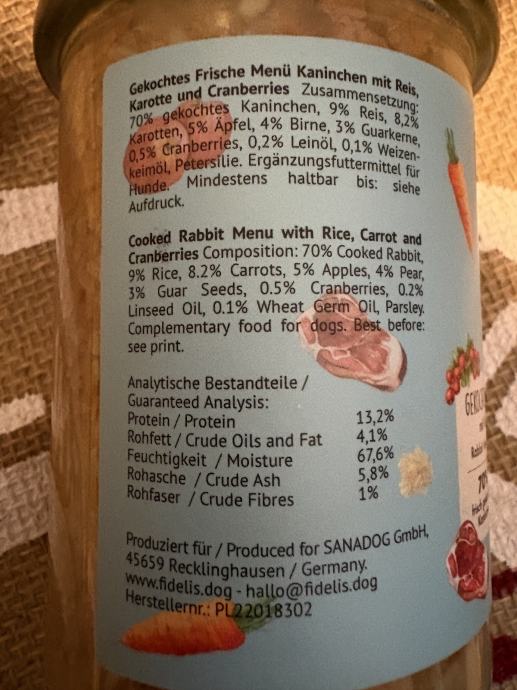 Gekochtes Frische Menü Kaninchen mit Reis,
Karotte und Cranberries Zusammensetzung:
70% gekochtes Kaninchen, 9% Reis, 8,2%
Karotten, 5% Äpfel, 4% Birne, 3% Guarkerne,
0,5% Cranberries, 0,2% Leinöl, 0,1% Weizen-
keimöl, Petersilie. Ergänzungsfuttermittel für
Hunde. Mindestens haltbar bis: siehe
Aufdruck.
Cooked Rabbit Menu with Rice, Carrot and
Cranberries Composition: 70% Cooked Rabbit,
9% Rice, 8.2% Carrots, 5% Apples, 4% Pear,
3% Guar Seeds, 0.5% Cranberries, 0.2%
Linseed Oil, 0.1% Wheat Germ Oil, Parsley.
Complementary food for dogs. Best before:
see print.
Analytische Bestandteile /
Guaranteed Analysis:
Protein / Protein 13,2%
Rohfett / Crude Oils and Fat 4,1%
Feuchtigkeit / Moisture 67,6%
Rohasche / Crude Ash 5,8%
Rohfaser / Crude Fibres 1%
Produziert für / Produced for SANADOG GmbH,
45659 Recklinghausen / Germany.
www.fidelis.dog - hallo@fidelis.dog
Herstellernr.: PL22018302